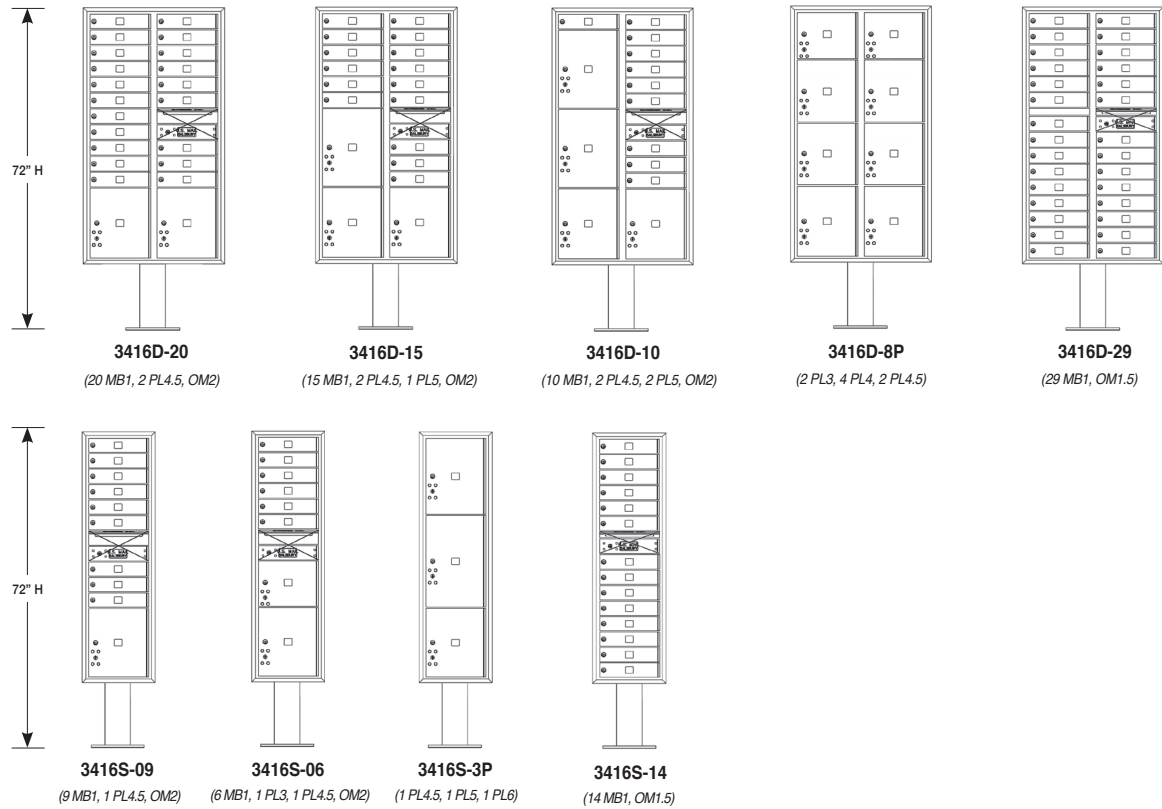 72" H
3416D-20
(20 MB1, 2 PL4.5, OM2)
3416D-15
(15 MB1, 2 PL4.5, 1 PL5, OM2)
3416D-10
(10 MB1, 2 PL4.5, 2 PL5, OM2)
3416D-8P
(2 PL3, 4 PL4, 2 PL4.5)
3416D-29
(29 MB1, OM1.5)
72" H
3416S-09
(9 MB1, 1 PL4.5, OM2)
3416S-06
(6 MB1, 1 PL3, 1 PL4.5, OM2)
3416S-3P
(1 PL4.5, 1 PL5, 1 PL6)
3416S-14
(14 MB1, OM1.5)